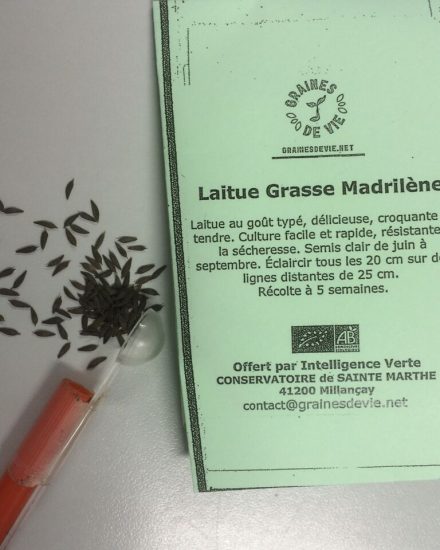 GRAINES
DE VIE
GRAINESDEVIE.NET
Laitue Grasse Madrilène
Laitue au goût typé, délicieuse, croquante
tendre. Culture facile et rapide, résistante
la sécheresse. Semis clair de juin à
septembre. Éclaircir tous les 20 cm sur de
lignes distantes de 25 cm.
Récolte à 5 semaines.
AB
Offert par Intelligence Verte
CONSERVATOIRE de SAINTE MARTHE
41200 Millançay
contact@grainesdevie.net